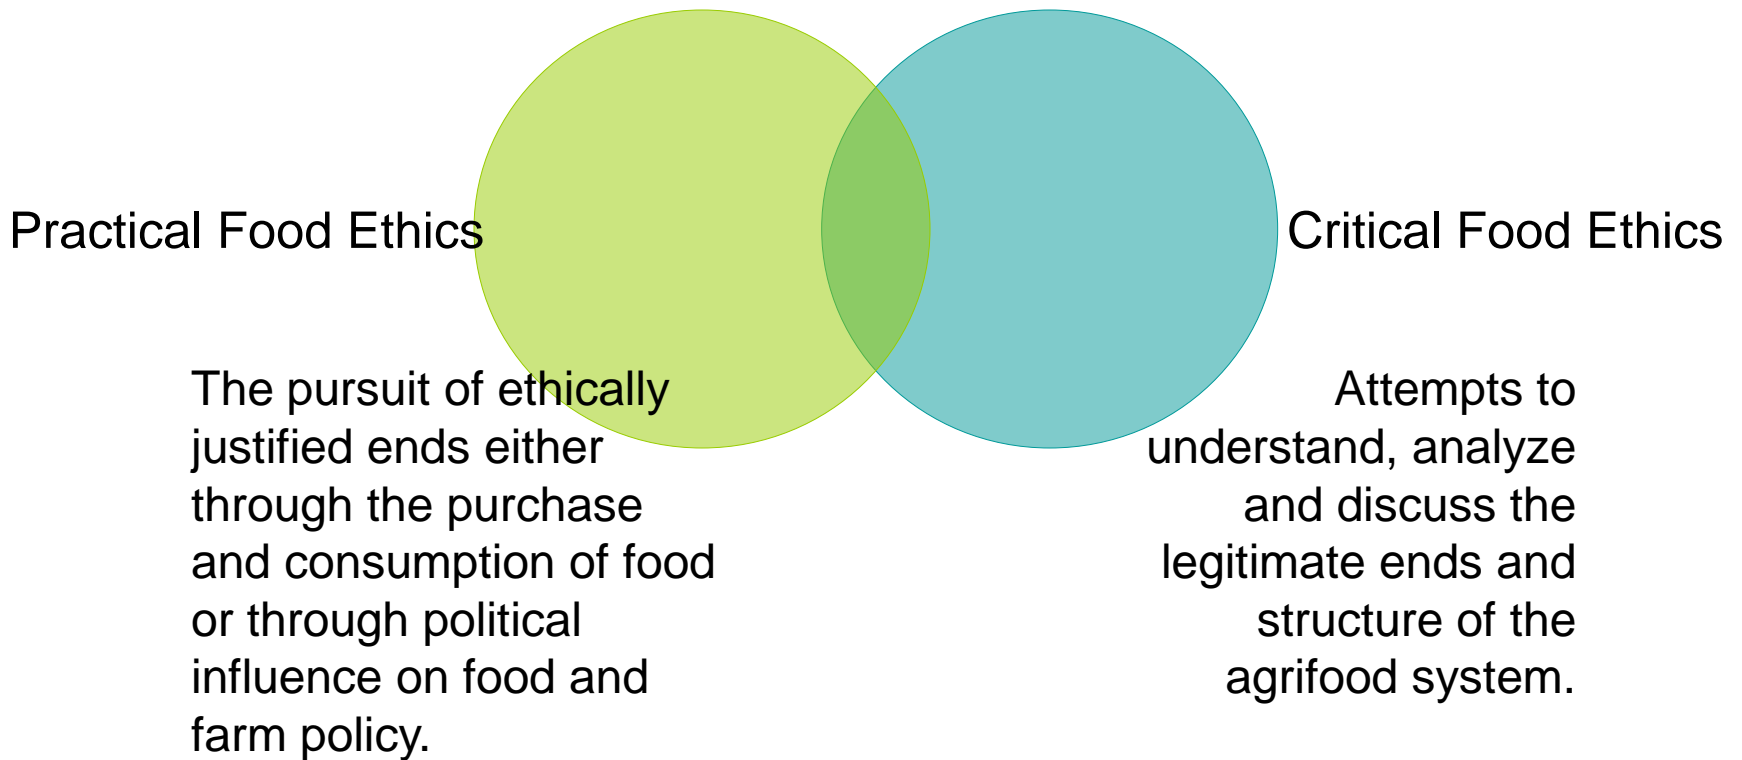 Practical Food Ethics
Critical Food Ethics
The pursuit of ethically
justified ends either
through the purchase
and consumption of food
or through political
influence on food and
farm policy.
Attempts to
understand, analyze
and discuss the
legitimate ends and
structure of the
agrifood system.